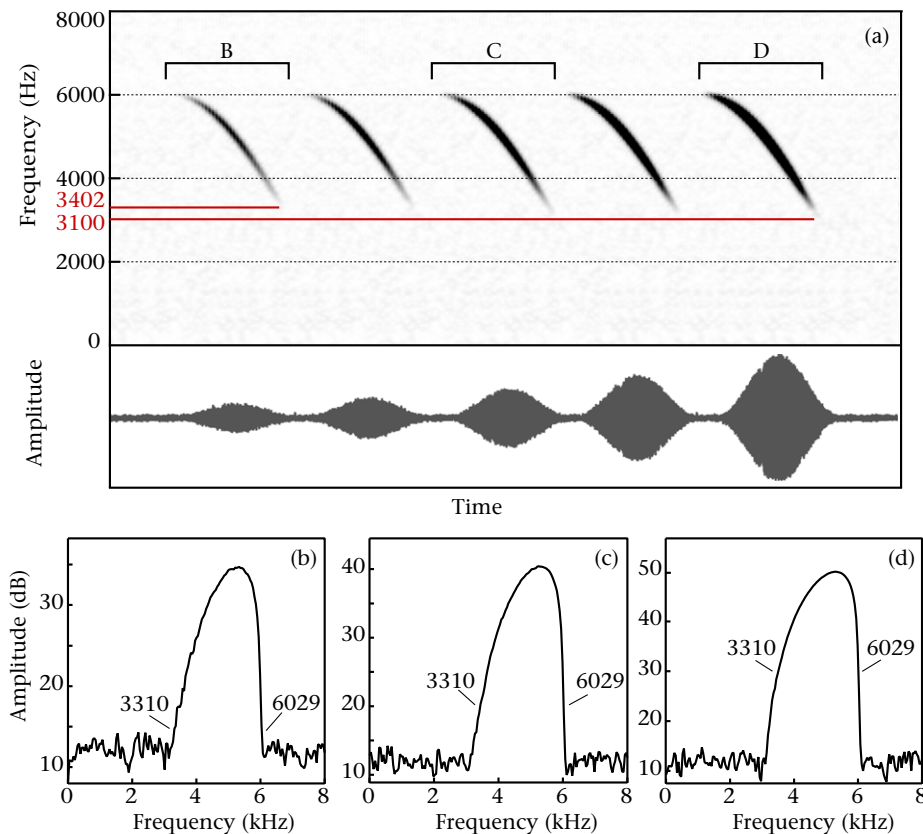 8000
(a)
B C D
6000
Frequency (Hz)
4000
3402
3100
2000
0
Amplitude
Time
(b) (c) (d)
Amplitude (dB)
30
20
10
3310
6029
0 2 4 6 8
Frequency (kHz)
40
30
20
10
3310
6029
0 2 4 6 8
Frequency (kHz)
50
40
30
20
10
3310
6029
0 2 4 6 8
Frequency (kHz)